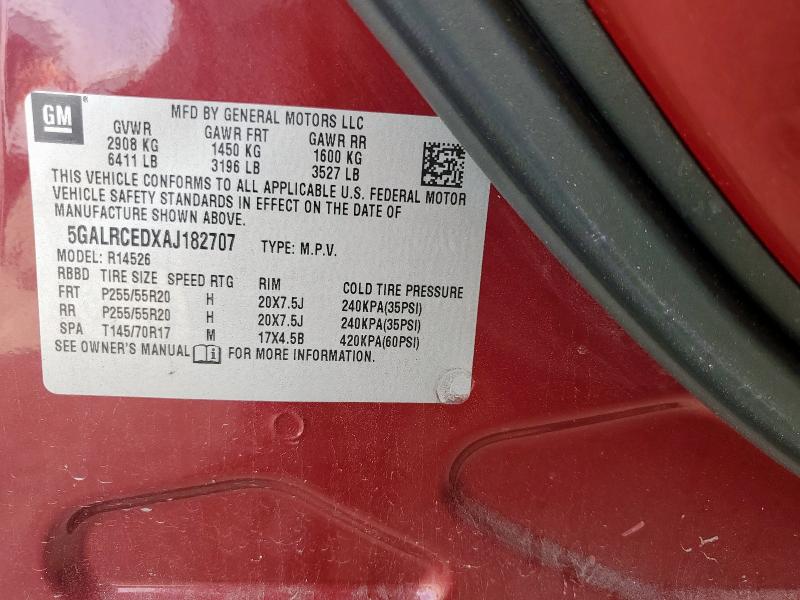 GM ®
MFD BY GENERAL MOTORS LLC
GVWR GAWR FRT GAWR RR
2908 KG 1450 KG 1600 KG
6411 LB 3196 LB 3527 LB
THIS VEHICLE CONFORMS TO ALL APPLICABLE U.S. FEDERAL MOTOR
VEHICLE SAFETY STANDARDS IN EFFECT ON THE DATE OF
MANUFACTURE SHOWN ABOVE.
5GALRCEDXAJ182707 TYPE: M.P.V.
MODEL: R14526
RBBD TIRE SIZE SPEED RTG RIM COLD TIRE PRESSURE
FRT P255/55R20 H 20X7.5J 240KPA(35PSI)
RR P255/55R20 H 20X7.5J 240KPA(35PSI)
SPA T145/70R17 M 17X4.5B 420KPA(60PSI)
SEE OWNER'S MANUAL i FOR MORE INFORMATION.